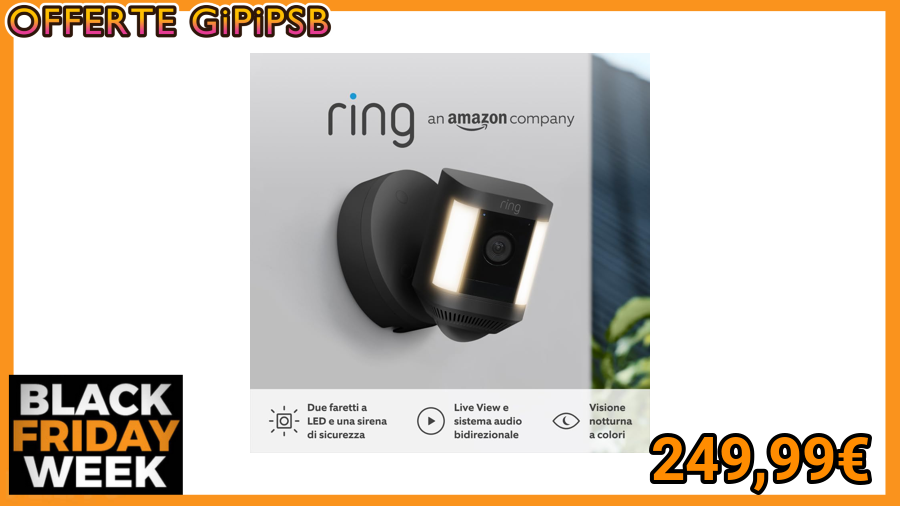 OFFERTE GiPiPSB
ring an amazon company
ring
Due faretti a
LED e una sirena
di sicurezza
Live View e
sistema audio
bidirezionale
Visione
notturna
a colori
BLACK
FRIDAY
WEEK
249,99€